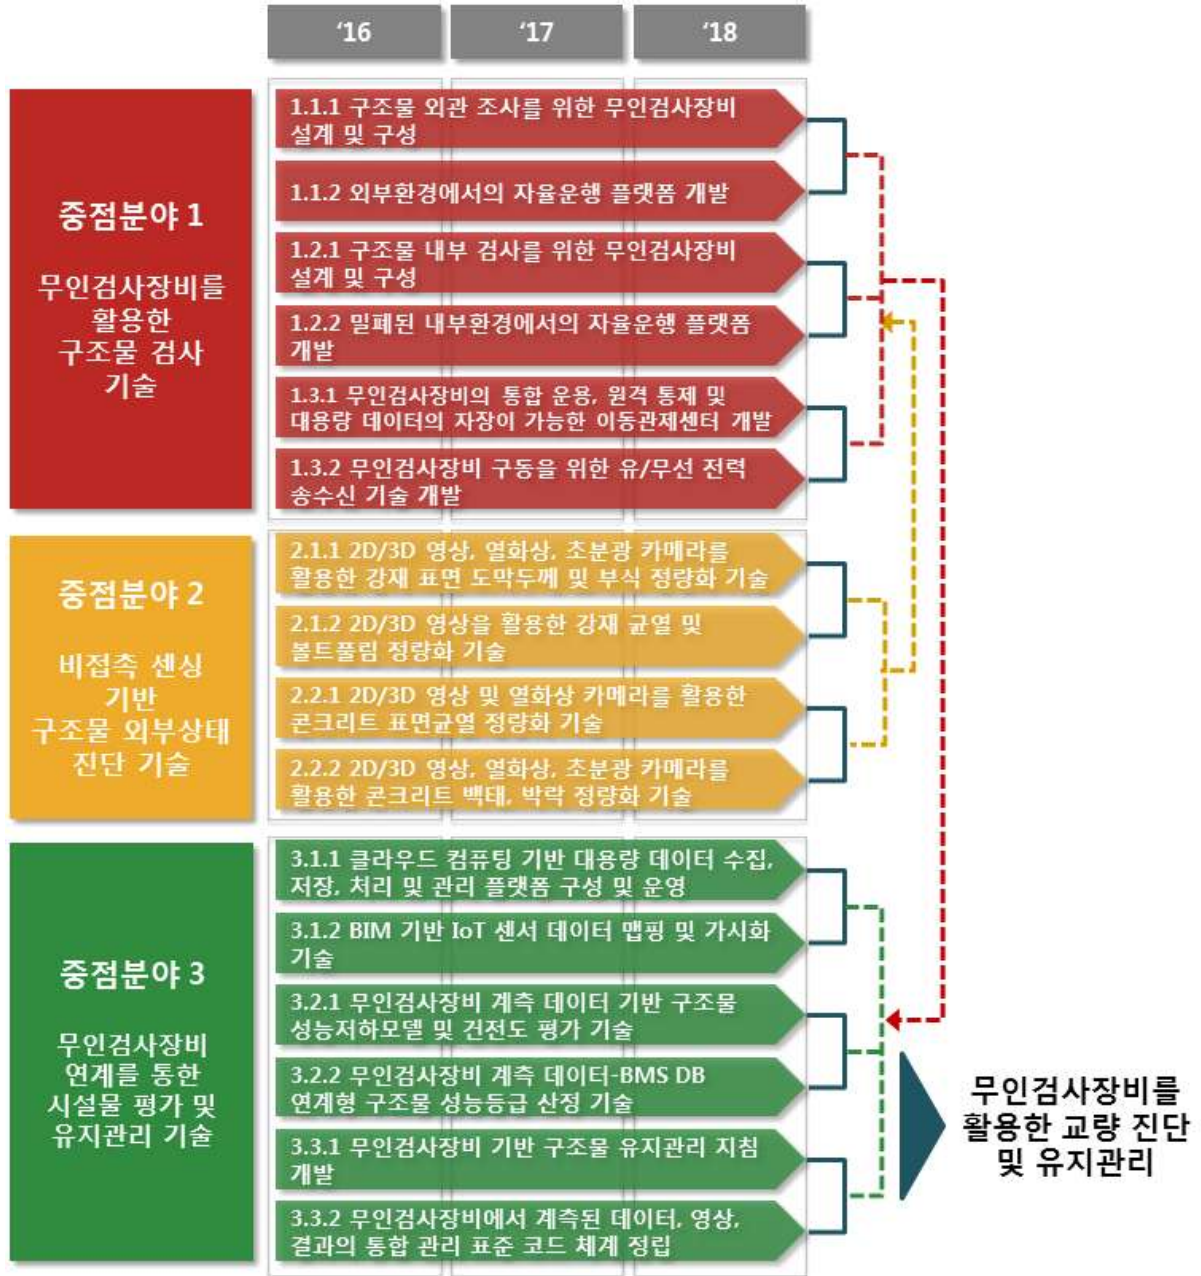 ‘16
‘17
‘18
중점분야 1
무인검사장비를
활용한
구조물 검사
기술
1.1.1 구조물 외관 조사를 위한 무인검사장비
설계 및 구성
1.1.2 외부환경에서의 자율운행 플랫폼 개발
1.2.1 구조물 내부 검사를 위한 무인검사장비
설계 및 구성
1.2.2 밀폐된 내부환경에서의 자율운행 플랫폼
개발
1.3.1 무인검사장비의 통합 운용, 원격 통제 및
대용량 데이터의 자장이 가능한 이동관제센터 개발
1.3.2 무인검사장비 구동을 위한 유/무선 전력
송수신 기술 개발
중점분야 2
비접촉 센싱
기반
구조물 외부상태
진단 기술
2.1.1 2D/3D 영상, 열화상, 초분광 카메라를
활용한 강재 표면 도막두께 및 부식 정량화 기술
2.1.2 2D/3D 영상을 활용한 강재 균열 및
볼트풀림 정량화 기술
2.2.1 2D/3D 영상 및 열화상 카메라를 활용한
콘크리트 표면균열 정량화 기술
2.2.2 2D/3D 영상, 열화상, 초분광 카메라를
활용한 콘크리트 백태, 박락 정량화 기술
중점분야 3
무인검사장비
연계를 통한
시설물 평가 및
유지관리 기술
3.1.1 클라우드 컴퓨팅 기반 대용량 데이터 수집,
저장, 처리 및 관리 플랫폼 구성 및 운영
3.1.2 BIM 기반 IoT 센서 데이터 맵핑 및 가시화
기술
3.2.1 무인검사장비 계측 데이터 기반 구조물
성능저하모델 및 건전도 평가 기술
3.2.2 무인검사장비 계측 데이터-BMS DB
연계형 구조물 성능등급 산정 기술
3.3.1 무인검사장비 기반 구조물 유지관리 지침
개발
3.3.2 무인검사장비에서 계측된 데이터, 영상,
결과의 통합 관리 표준 코드 체계 정립
무인검사장비를
활용한 교량 진단
및 유지관리